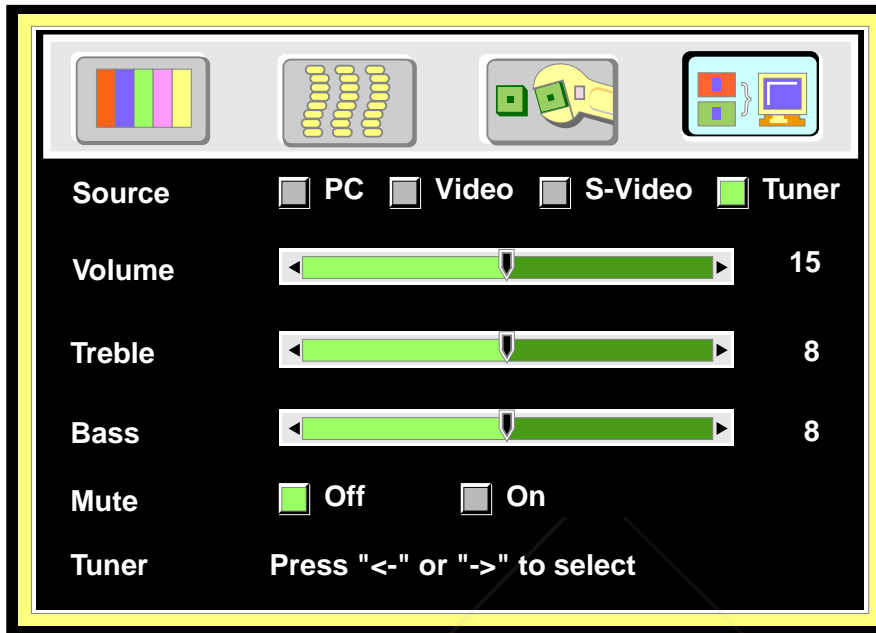 Source PC Video S-Video Tuner
Volume 15
Treble 8
Bass 8
Mute Off On
Tuner Press "<-" or "->" to select